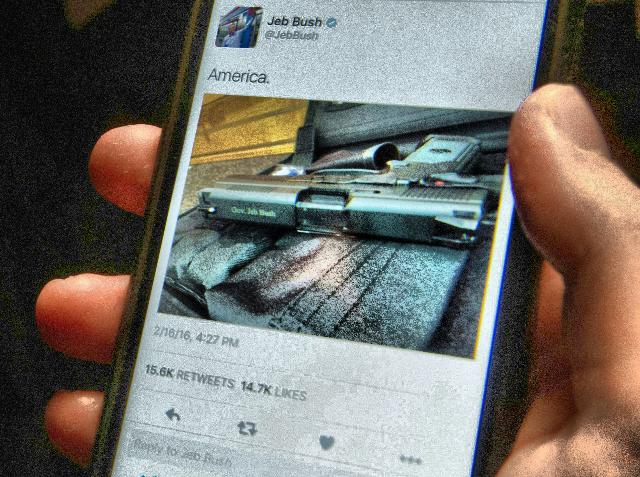 Jeb Bush
@JebBush
America.
Gov. Jeb Bush
2/16/16, 4:27 PM
15.6K RETWEETS 14.7K LIKES
Reply to Jeb Bush